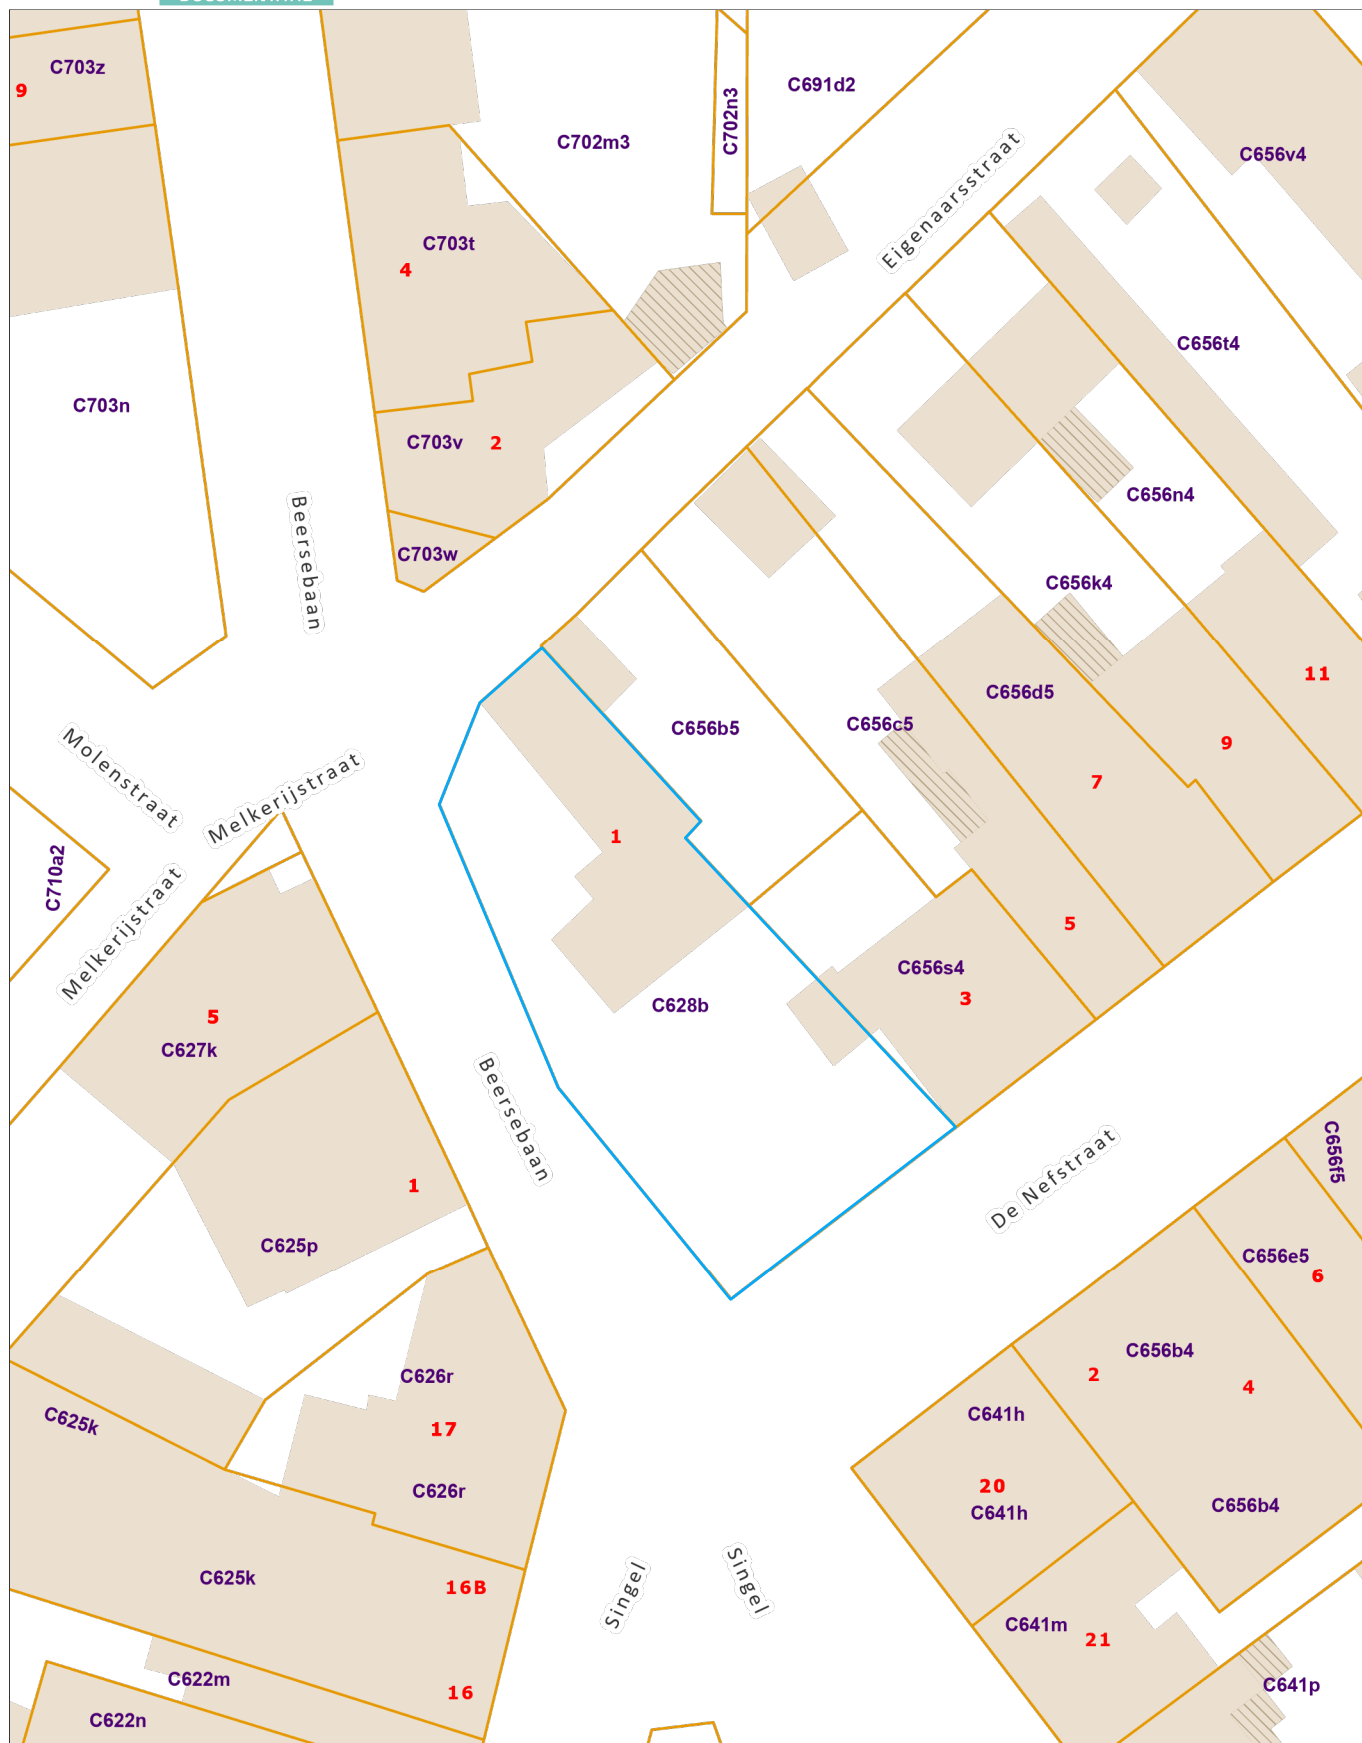 C703z
9
C691d2
C702n3
C702m3
Eigenaarsstraat
C656v4
C703t
4
C656t4
C703n
C703v
2
C656n4
Beersebaan
C703w
C656k4
11
C656d5
C656c5
C656b5
9
Molenstraat
Melkerijstraat
7
1
C710a2
Melkerijstraat
5
C656s4
3
C628b
5
C627k
Beersebaan
De Nefstraat
C656f5
1
C625p
C656e5
6
C656b4
C626r
2
4
C641h
C625k
17
20
C626r
C656b4
C641h
C625k
16B
Singel
Singel
C641m
21
C622m
C641p
16
C622n